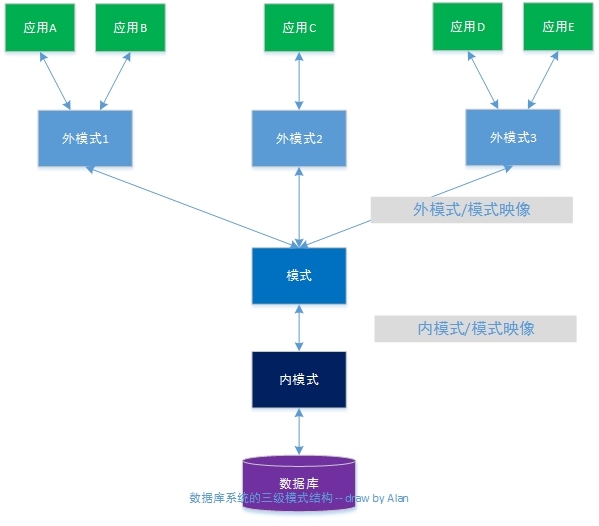 应用A
应用B
应用C
应用D
应用E
外模式1
外模式2
外模式3
外模式/模式映像
模式
内模式/模式映像
内模式
数据库
数据库系统的三级模式结构 -- draw by Alan